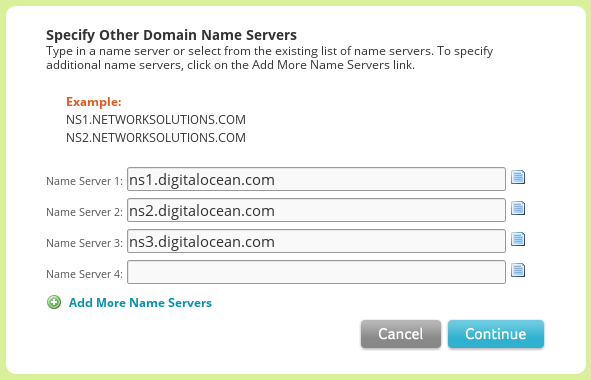 Specify Other Domain Name Servers
Type in a name server or select from the existing list of name servers. To specify
additional name servers, click on the Add More Name Servers link.
Example:
NS1.NETWORKSOLUTIONS.COM
NS2.NETWORKSOLUTIONS.COM
Name Server 1: ns1.digitalocean.com
Name Server 2: ns2.digitalocean.com
Name Server 3: ns3.digitalocean.com
Name Server 4:
Add More Name Servers
Cancel Continue